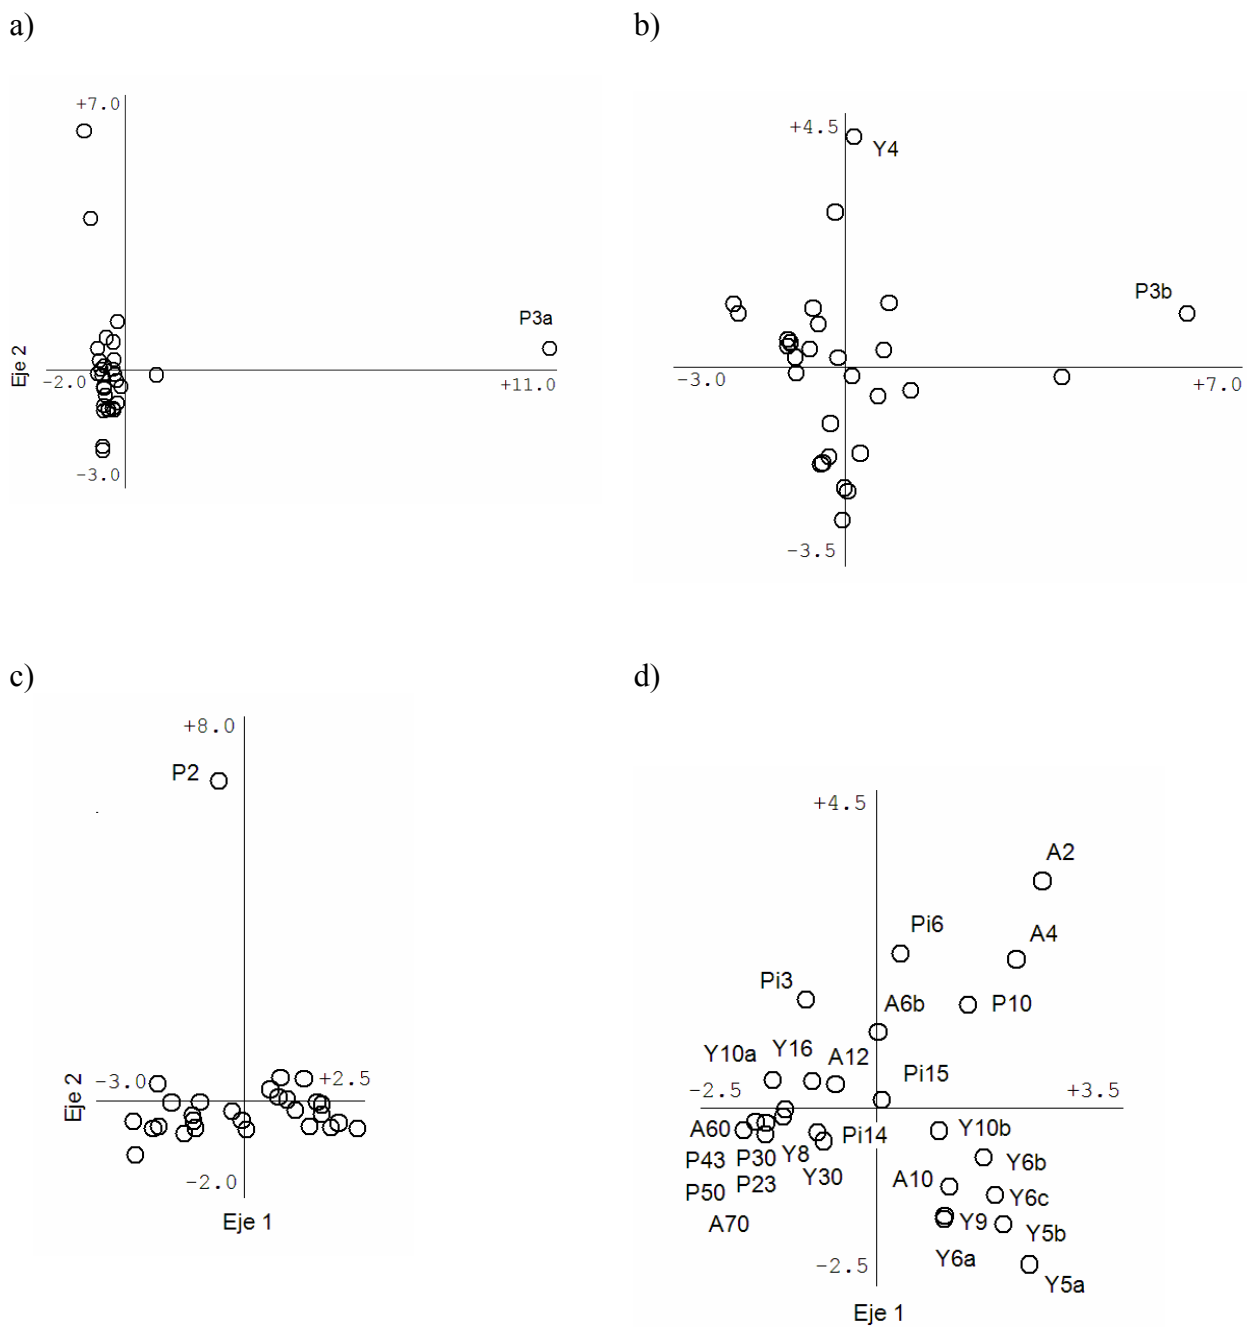 a)
b)
+7.0
P3a
Eje 2
-2.0
+11.0
-3.0
+4.5
Y4
P3b
-3.0
+7.0
-3.5
c)
d)
+8.0
P2
Eje 2
-3.0
+2.5
-2.0
Eje 1
+4.5
A2
Pi6
A4
Pi3
A6b
P10
Y10a
Y16
A12
Pi15
-2.5
+3.5
A60
Pi14
Y10b
P43
P30
Y8
Y6b
Y30
P50
P23
A10
Y6c
A70
Y9
Y5b
Y6a
-2.5
Y5a
Eje 1